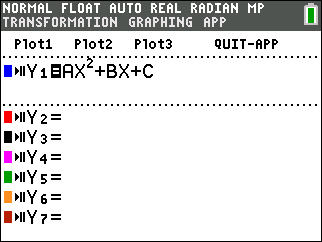 NORMAL FLOAT AUTO REAL RADIAN MP
TRANSFORMATION GRAPHING APP
Plot1 Plot2 Plot3 QUIT-APP
Y1=AX²+BX+C
Y2=
Y3=
Y4=
Y5=
Y6=
Y7=